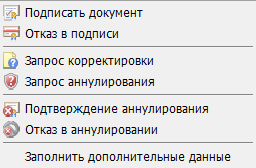 Подписать документ
Отказ в подписи
Запрос корректировки
Запрос аннулирования
Подтверждение аннулирования
Отказ в аннулировании
Заполнить дополнительные данные